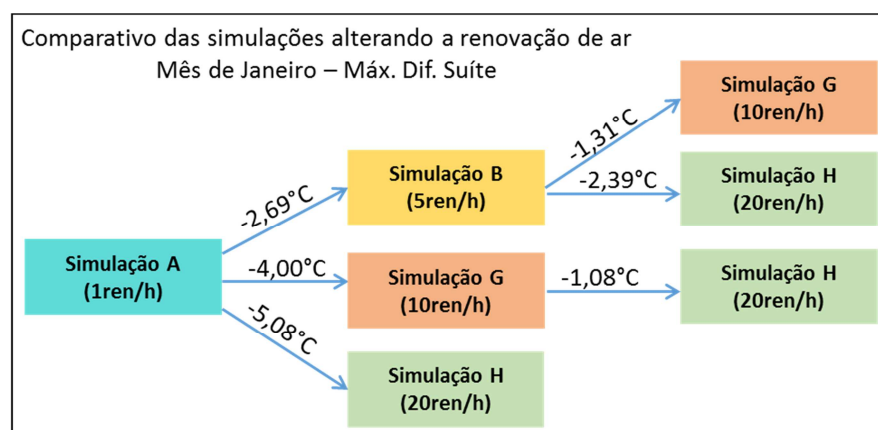 Comparativo das simulações alterando a renovação de ar
Mês de Janeiro – Máx. Dif. Suíte
Simulação A
(1ren/h)
-2,69°C
-4,00°C
-5,08°C
Simulação B
(5ren/h)
Simulação G
(10ren/h)
Simulação H
(20ren/h)
-1,31°C
-2,39°C
-1,08°C
Simulação G
(10ren/h)
Simulação H
(20ren/h)
Simulação H
(20ren/h)